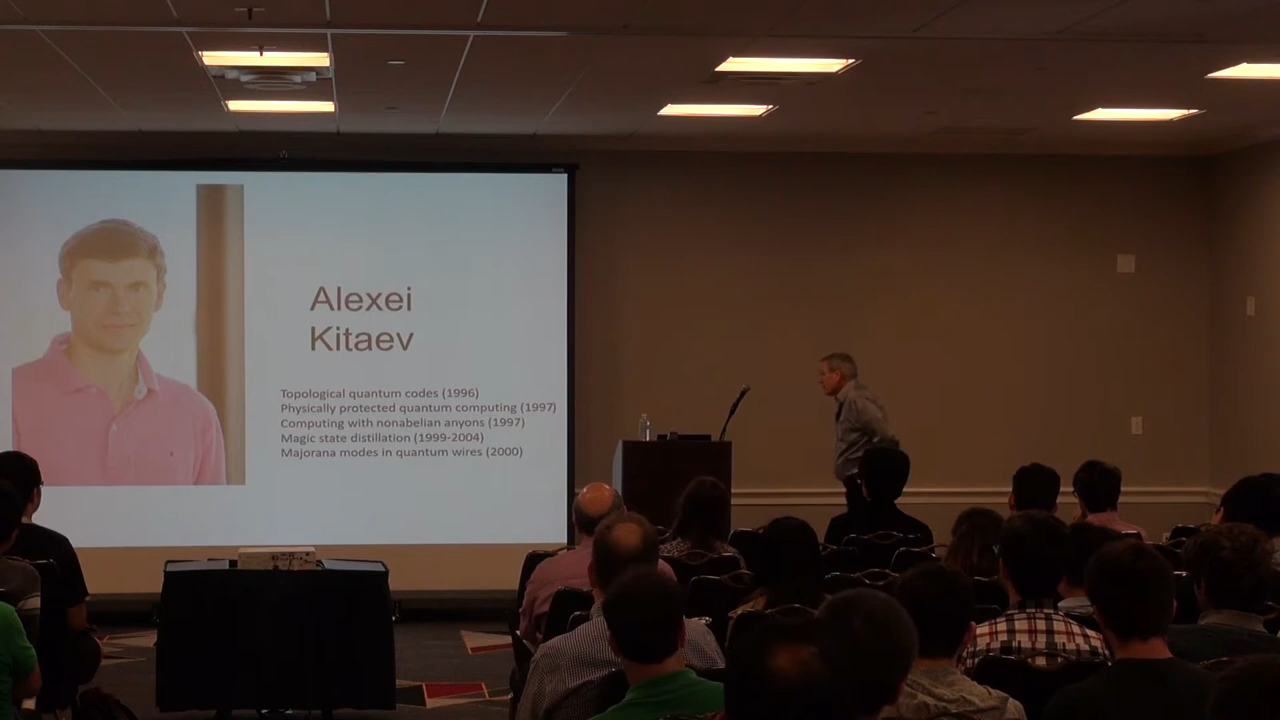 Alexei
Kitaev
Topological quantum codes (1996)
Physically protected quantum computing (1997)
Computing with nonabelian anyons (1997)
Magic state distillation (1999-2004)
Majorana modes in quantum wires (2000)